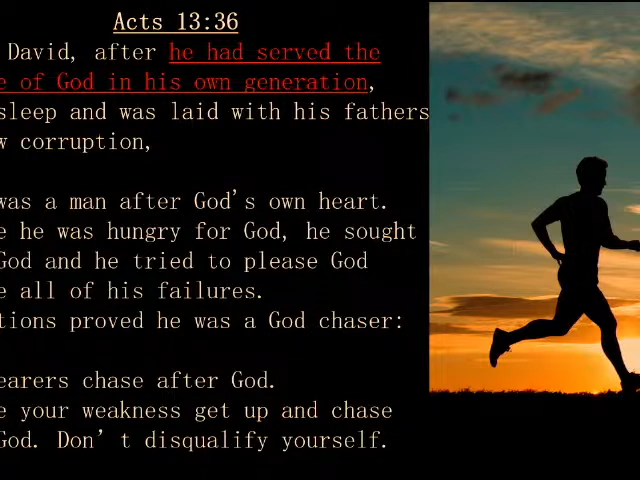 Acts 13:36
David, after he had served the
of God in his own generation,
sleep and was laid with his fathers
corruption,
was a man after God's own heart.
he was hungry for God, he sought
God and he tried to please God
all of his failures.
proved he was a God chaser:
chase after God.
your weakness get up and chase
God. Don’t disqualify yourself.